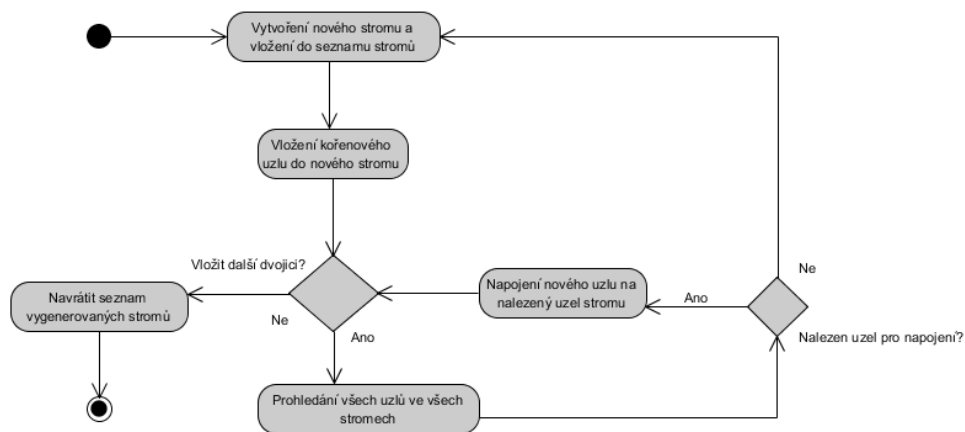 Vytvoření nového stromu a
vložení do seznamu stromů
Vložení kořenového
uzlu do nového stromu
Vložit další dvojici?
Ne
Ano
Navrátit seznam
vygenerovaných stromů
Napojení nového uzlu na
nalezený uzel stromu
Ano
Ne
Nalezen uzel pro napojení?
Prohledání všech uzlů ve všech
stromech